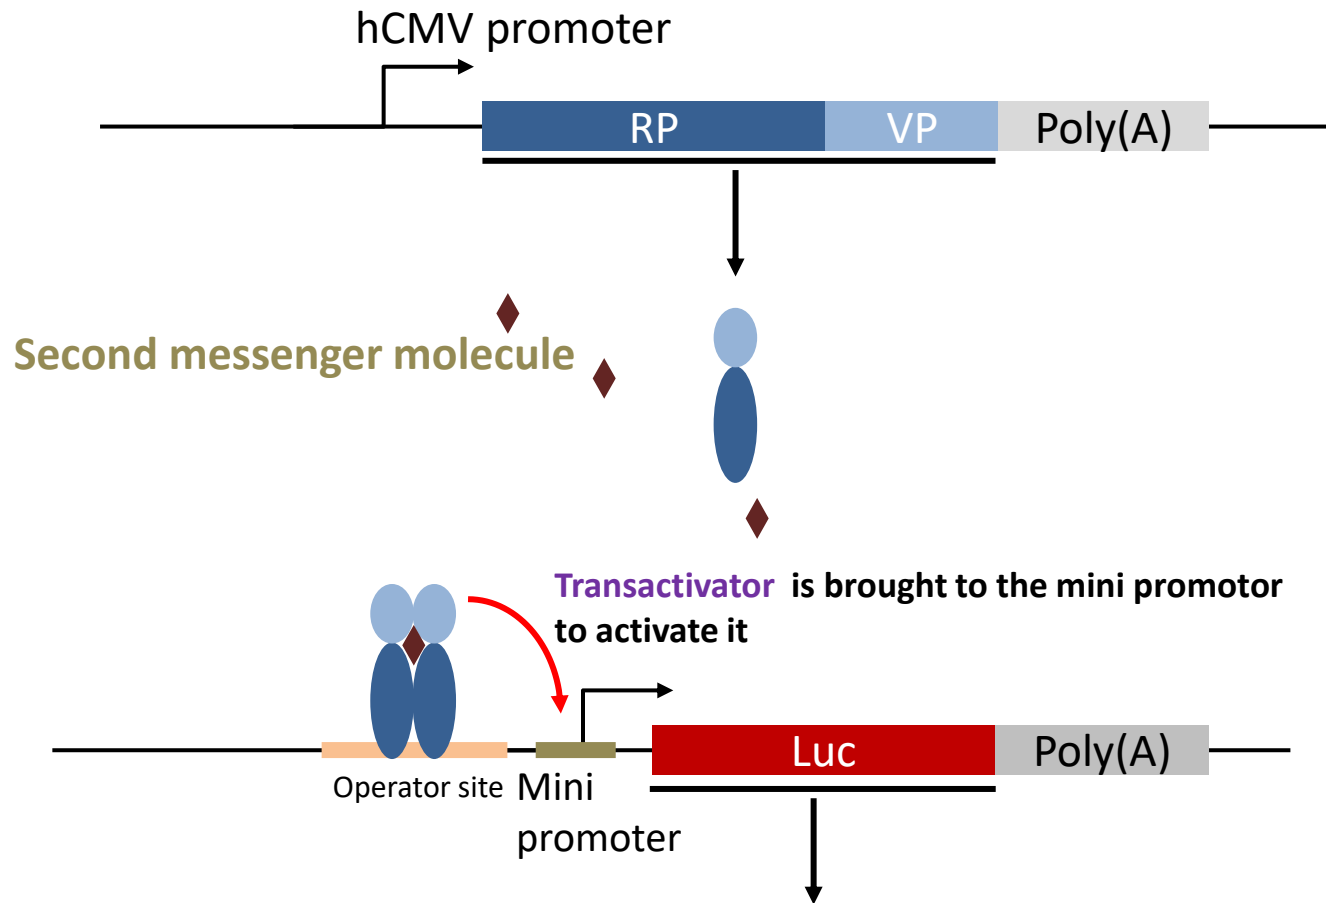 hCMV promoter
RP
VP
Poly(A)
Second messenger molecule
Transactivator is brought to the mini promotor
to activate it
Luc
Poly(A)
Operator site
Mini
promoter